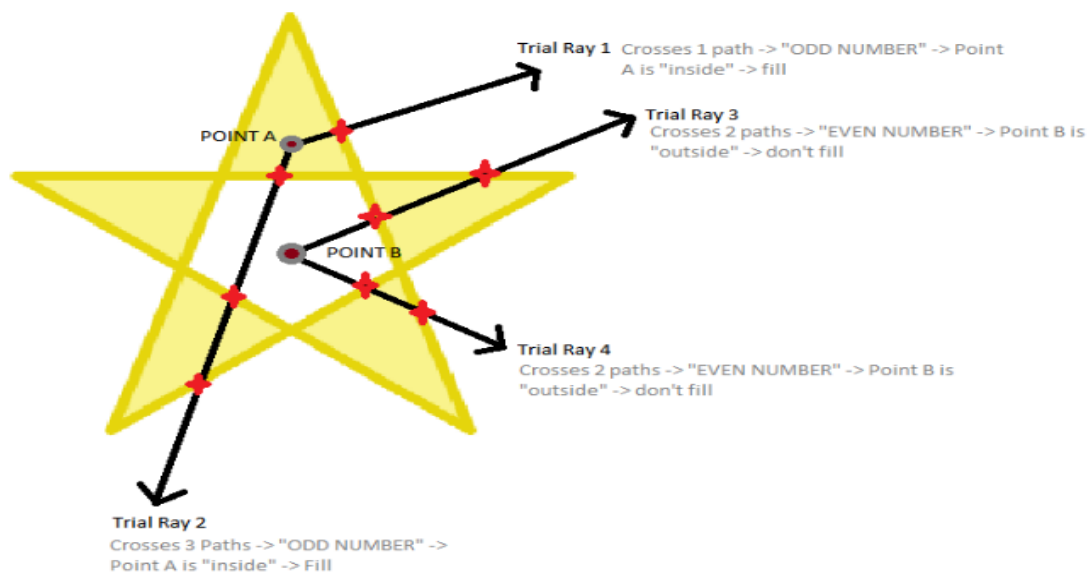 Trial Ray 1 Crosses 1 path -> "ODD NUMBER" -> Point
A is "inside" -> fill
Trial Ray 3
Crosses 2 paths -> "EVEN NUMBER" -> Point B is
"outside" -> don't fill
POINT A
POINT B
Trial Ray 4
Crosses 2 paths -> "EVEN NUMBER" -> Point B is
"outside" -> don't fill
Trial Ray 2
Crosses 3 Paths -> "ODD NUMBER" ->
Point A is "inside" -> Fill